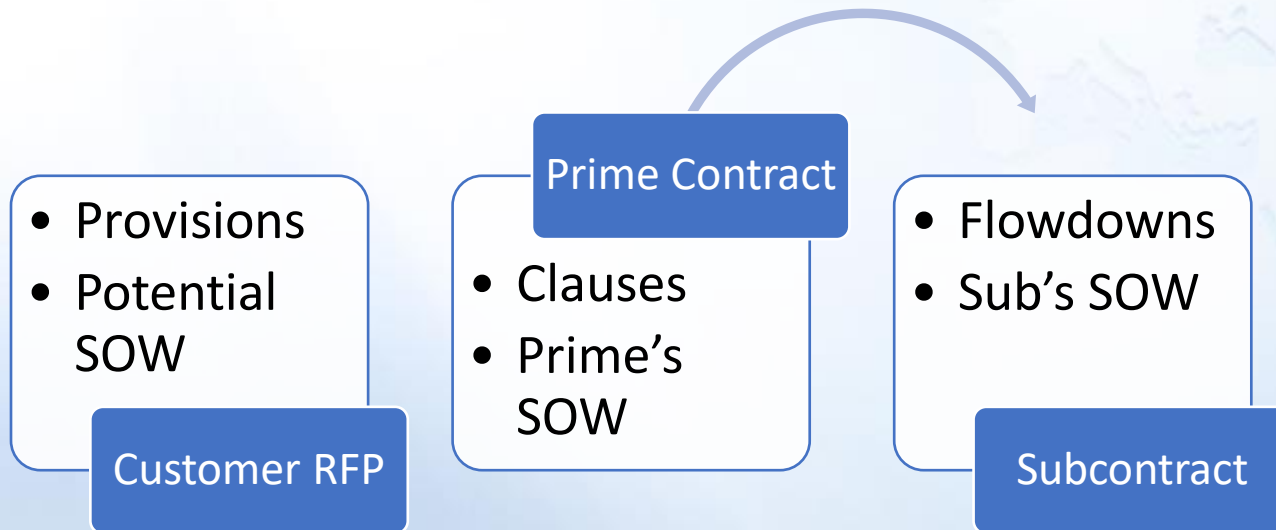 • Provisions
• Potential
SOW
Customer RFP
Prime Contract
• Clauses
• Prime’s
SOW
• Flowdowns
• Sub’s SOW
Subcontract